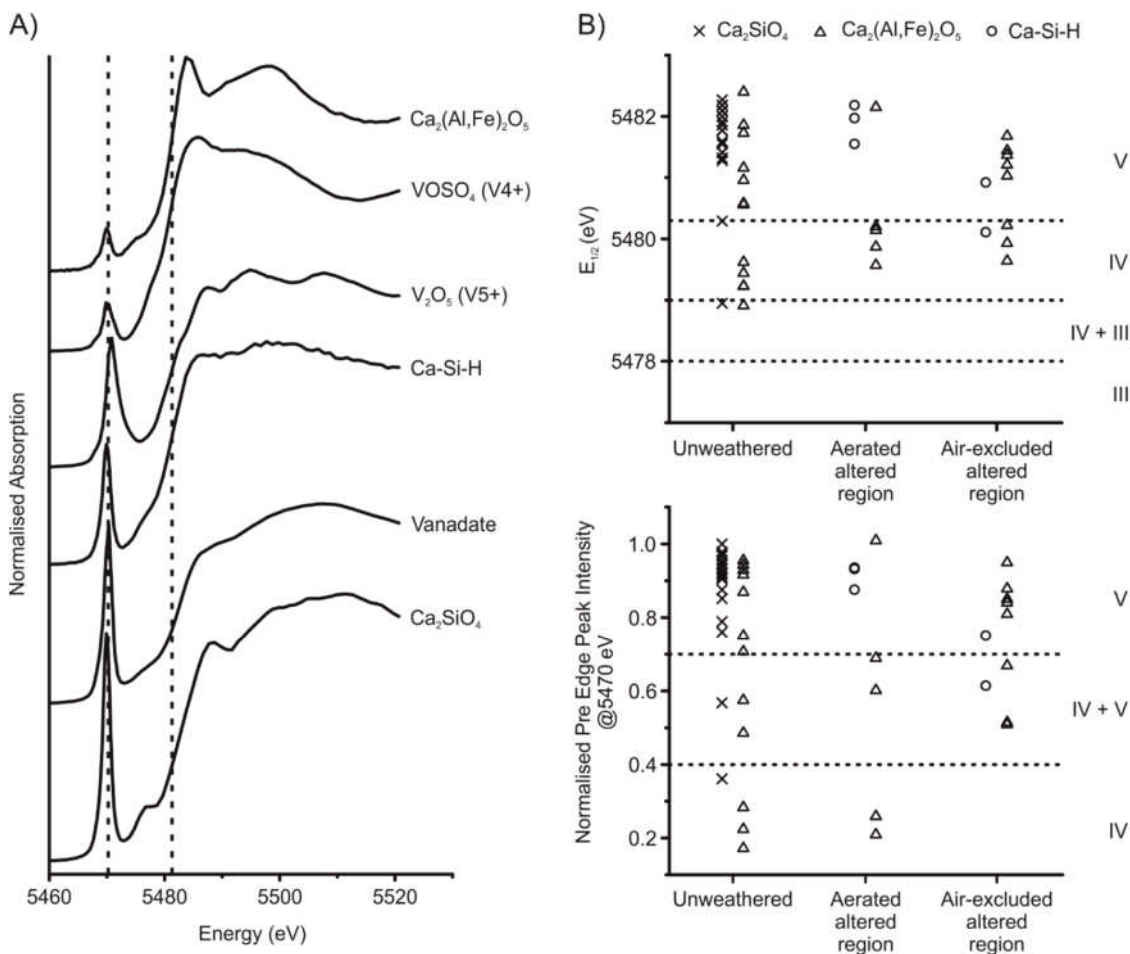 A)
Ca₂(Al,Fe)₂O₅
VOSO₄ (V4+)
V₂O₅ (V5+)
Ca-Si-H
Vanadate
Ca₂SiO₄
Normalised Absorption
5460 5480 5500 5520
Energy (eV)
B)
× Ca₂SiO₄ △ Ca₂(Al,Fe)₂O₅ ○ Ca-Si-H
E₁/₂ (eV)
5482
5480
5478
V
IV
IV + III
III
Unweathered
Aerated
altered
region
Air-excluded
altered
region
Normalised Pre Edge Peak Intensity
@5470 eV
1.0
0.8
0.6
0.4
0.2
V
IV + V
IV
Unweathered
Aerated
altered
region
Air-excluded
altered
region